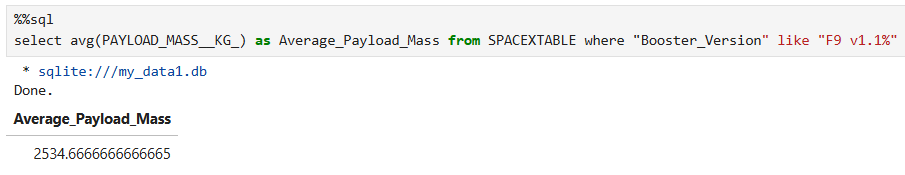 %%sql
select avg(PAYLOAD_MASS__KG_) as Average_Payload_Mass from SPACEXTABLE where "Booster_Version" like "F9 v1.1%"
* sqlite:///my_data1.db
Done.
Average_Payload_Mass
2534.6666666666665